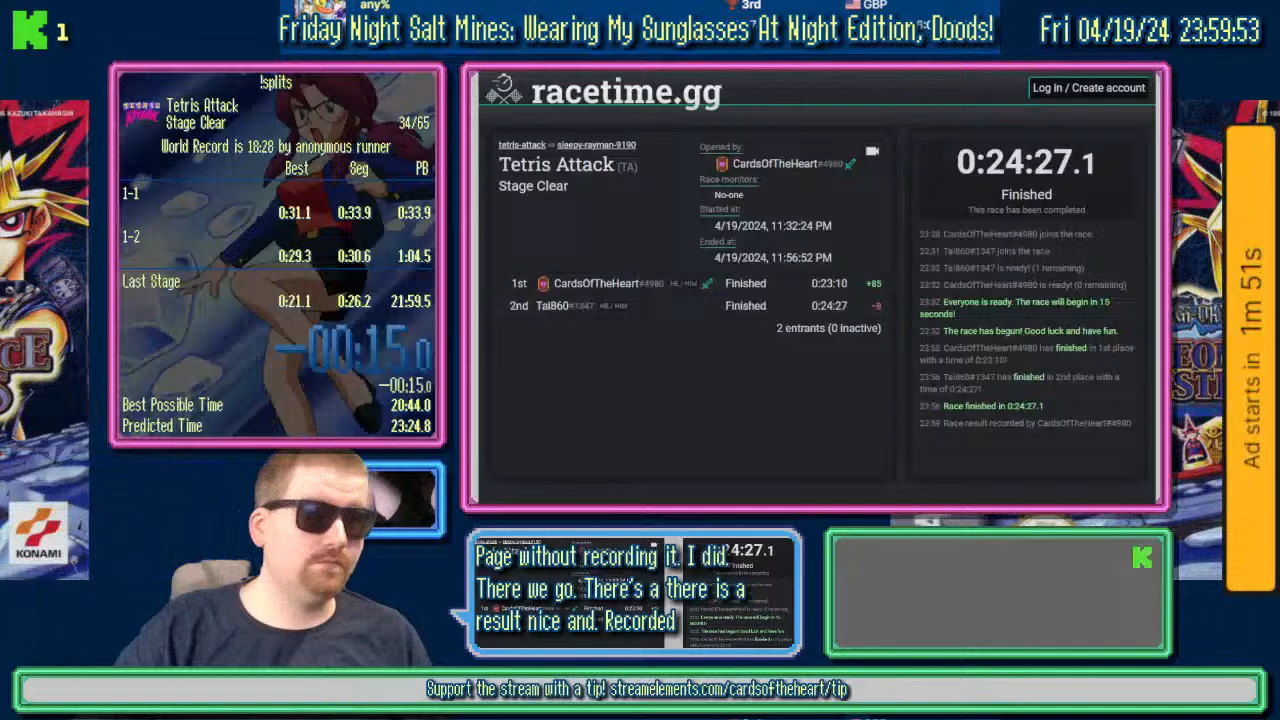 any%
3rd
GBP
K 1
Friday Night Salt Mines: Wearing My Sunglasses At Night Edition, Doods!
Fri 04/19/24 23:59:53
!splits
Tetris Attack
Stage Clear
34/65
World Record is 18:28 by anonymous runner
Best Seg PB
1-1
0:31.1 0:33.9 0:33.9
1-2
0:29.3 0:30.6 1:04.5
Last Stage
0:21.1 0:26.2 21:59.5
-00:15.0
-00:15.0
Best Possible Time 20:44.0
Predicted Time 23:24.8
racetime.gg
Log in / Create account
tetris-attack
sleepy-rayman-9190
Tetris Attack (TA)
Stage Clear
Opened by:
CardsOfTheHeart#4980
Race monitors:
No-one
Started at:
4/19/2024, 11:32:24 PM
Ended at:
4/19/2024, 11:56:52 PM
1st CardsOfTheHeart#4980 HE / HIM Finished 0:23:10 +85
2nd Tai860#1347 HE / HIM Finished 0:24:27 -8
2 entrants (0 inactive)
0:24:27.1
Finished
This race has been completed
23:28 CardsOfTheHeart#4980 joins the race.
23:31 Tai860#1347 joins the race.
23:32 Tai860#1347 is ready! (1 remaining)
23:32 CardsOfTheHeart#4980 is ready! (0 remaining)
23:32 Everyone is ready. The race will begin in 15
seconds!
23:32 The race has begun! Good luck and have fun.
23:55 CardsOfTheHeart#4980 has finished in 1st place
with a time of 0:23:10!
23:56 Tai860#1347 has finished in 2nd place with a
time of 0:24:27!
23:56 Race finished in 0:24:27.1
23:59 Race result recorded by CardsOfTheHeart#4980
Ad starts in 1m 51s
KAZUKI TAKAHASHI
KONAMI
Page without recording it. I did.
There we go. There's a there is a
result nice and. Recorded
4:27.1
K
Support the stream with a tip! streamelements.com/cardsoftheheart/tip